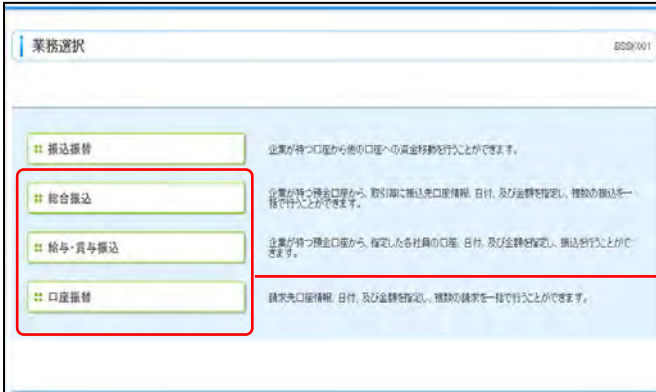 業務選択
BSSK001
振込振替
企業が持つ口座から他の口座への資金移動を行うことができます。
総合振込
企業が持つ預金口座から、取引毎に振込先口座情報、日付、及び金額を指定し、複数の振込を一
括で行うことができます。
給与・賞与振込
企業が持つ預金口座から、指定した各社員の口座、日付、及び金額を指定し、振込を行うことがで
きます。
口座振替
請求先口座情報、日付、及び金額を指定し、複数の請求を一括で行うことができます。